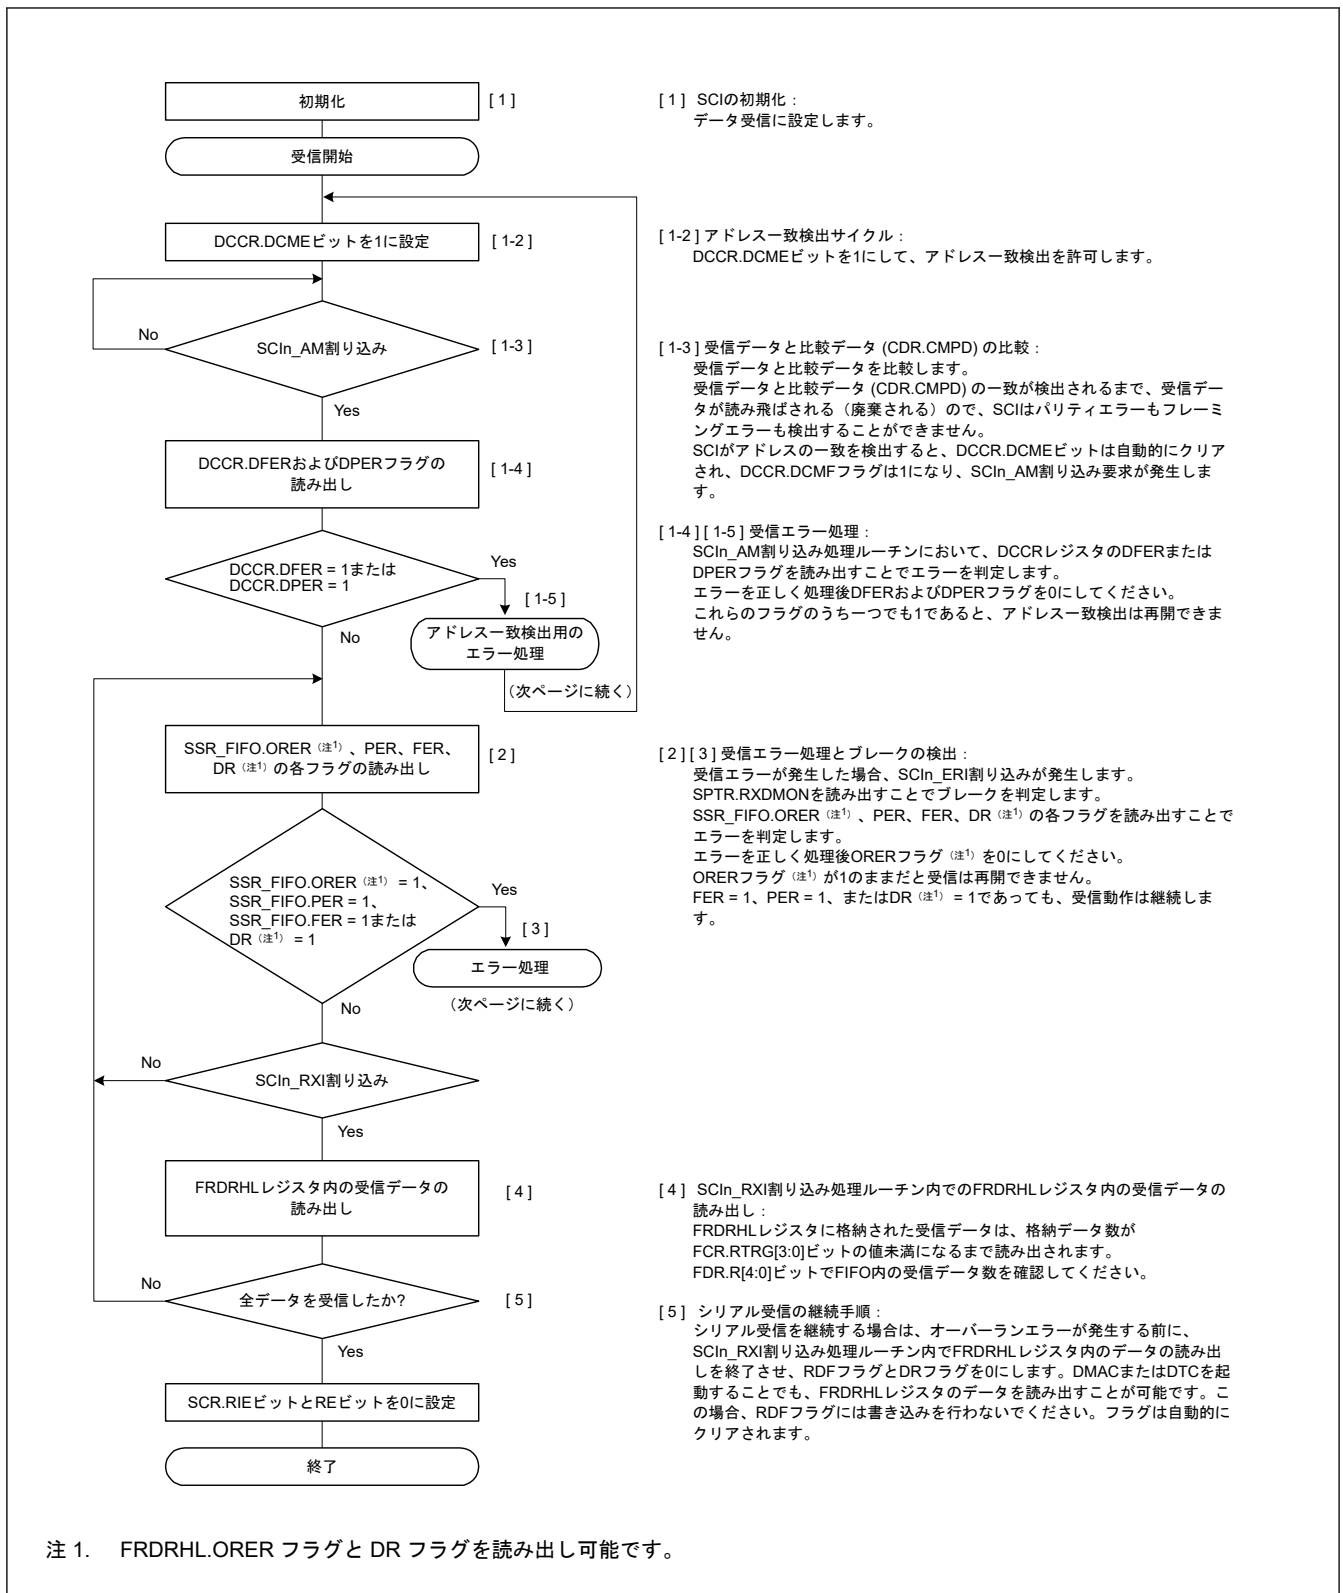 初期化
[ 1 ]
受信開始
DCCR.DCMEビットを1に設定
[ 1-2 ]
No
SCIn_AM割り込み
[ 1-3 ]
Yes
DCCR.DFERおよびDPERフラグの
読み出し
[ 1-4 ]
DCCR.DFER = 1または
DCCR.DPER = 1
Yes
[ 1-5 ]
アドレス一致検出用の
エラー処理
No
（次ページに続く）
SSR_FIFO.ORER（注1）、PER、FER、
DR（注1）の各フラグの読み出し
[ 2 ]
SSR_FIFO.ORER（注1） = 1、
SSR_FIFO.PER = 1、
SSR_FIFO.FER = 1または
DR（注1） = 1
Yes
[ 3 ]
エラー処理
（次ページに続く）
No
No
SCIn_RXI割り込み
Yes
FRDRHLレジスタ内の受信データの
読み出し
[ 4 ]
No
全データを受信したか?
[ 5 ]
Yes
SCR.RIEビットとREビットを0に設定
終了
[ 1 ] SCIの初期化：
データ受信に設定します。
[ 1-2 ] アドレス一致検出サイクル：
DCCR.DCMEビットを1にして、アドレス一致検出を許可します。
[ 1-3 ] 受信データと比較データ (CDR.CMPD) の比較：
受信データと比較データを比較します。
受信データと比較データ (CDR.CMPD) の一致が検出されるまで、受信デー
タが読み飛ばされる（廃棄される）ので、SCIはパリティエラーもフレーミ
ングエラーも検出することができません。
SCIがアドレスの一致を検出すると、DCCR.DCMEビットは自動的にクリア
され、DCCR.DCMFフラグは1になり、SCIn_AM割り込み要求が発生しま
す。
[ 1-4 ] [ 1-5 ] 受信エラー処理：
SCIn_AM割り込み処理ルーチンにおいて、DCCRレジスタのDFERまたは
DPERフラグを読み出すことでエラーを判定します。
エラーを正しく処理後DFERおよびDPERフラグを0にしてください。
これらのフラグのうち一つでも1であると、アドレス一致検出は再開できま
せん。
[ 2 ] [ 3 ] 受信エラー処理とブレークの検出：
受信エラーが発生した場合、SCIn_ERI割り込みが発生します。
SPTR.RXDMONを読み出すことでブレークを判定します。
SSR_FIFO.ORER（注1）、PER、FER、DR（注1）の各フラグを読み出すことで
エラーを判定します。
エラーを正しく処理後ORERフラグ（注1）を0にしてください。
ORERフラグ（注1）が1のままだと受信は再開できません。
FER = 1、PER = 1、またはDR（注1） = 1であっても、受信動作は継続しま
す。
[ 4 ] SCIn_RXI割り込み処理ルーチン内でのFRDRHLレジスタ内の受信データの
読み出し：
FRDRHLレジスタに格納された受信データは、格納データ数が
FCR.RTRG[3:0]ビットの値未満になるまで読み出されます。
FDR.R[4:0]ビットでFIFO内の受信データ数を確認してください。
[ 5 ] シリアル受信の継続手順：
シリアル受信を継続する場合は、オーバーランエラーが発生する前に、
SCIn_RXI割り込み処理ルーチン内でFRDRHLレジスタ内のデータの読み出
しを終了させ、RDFフラグとDRフラグを0にします。DMACまたはDTCを起
動することでも、FRDRHLレジスタのデータを読み出すことが可能です。こ
の場合、RDFフラグには書き込みを行わないでください。フラグは自動的に
クリアされます。
注 1. FRDRHL.ORER フラグと DR フラグを読み出し可能です。